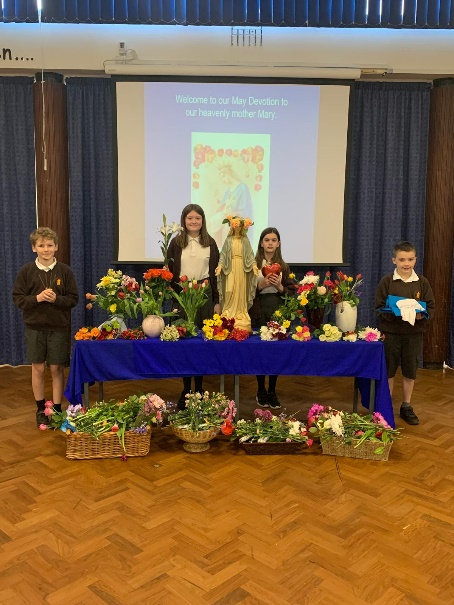 n....
Welcome to our May Devotion to
our heavenly mother Mary.